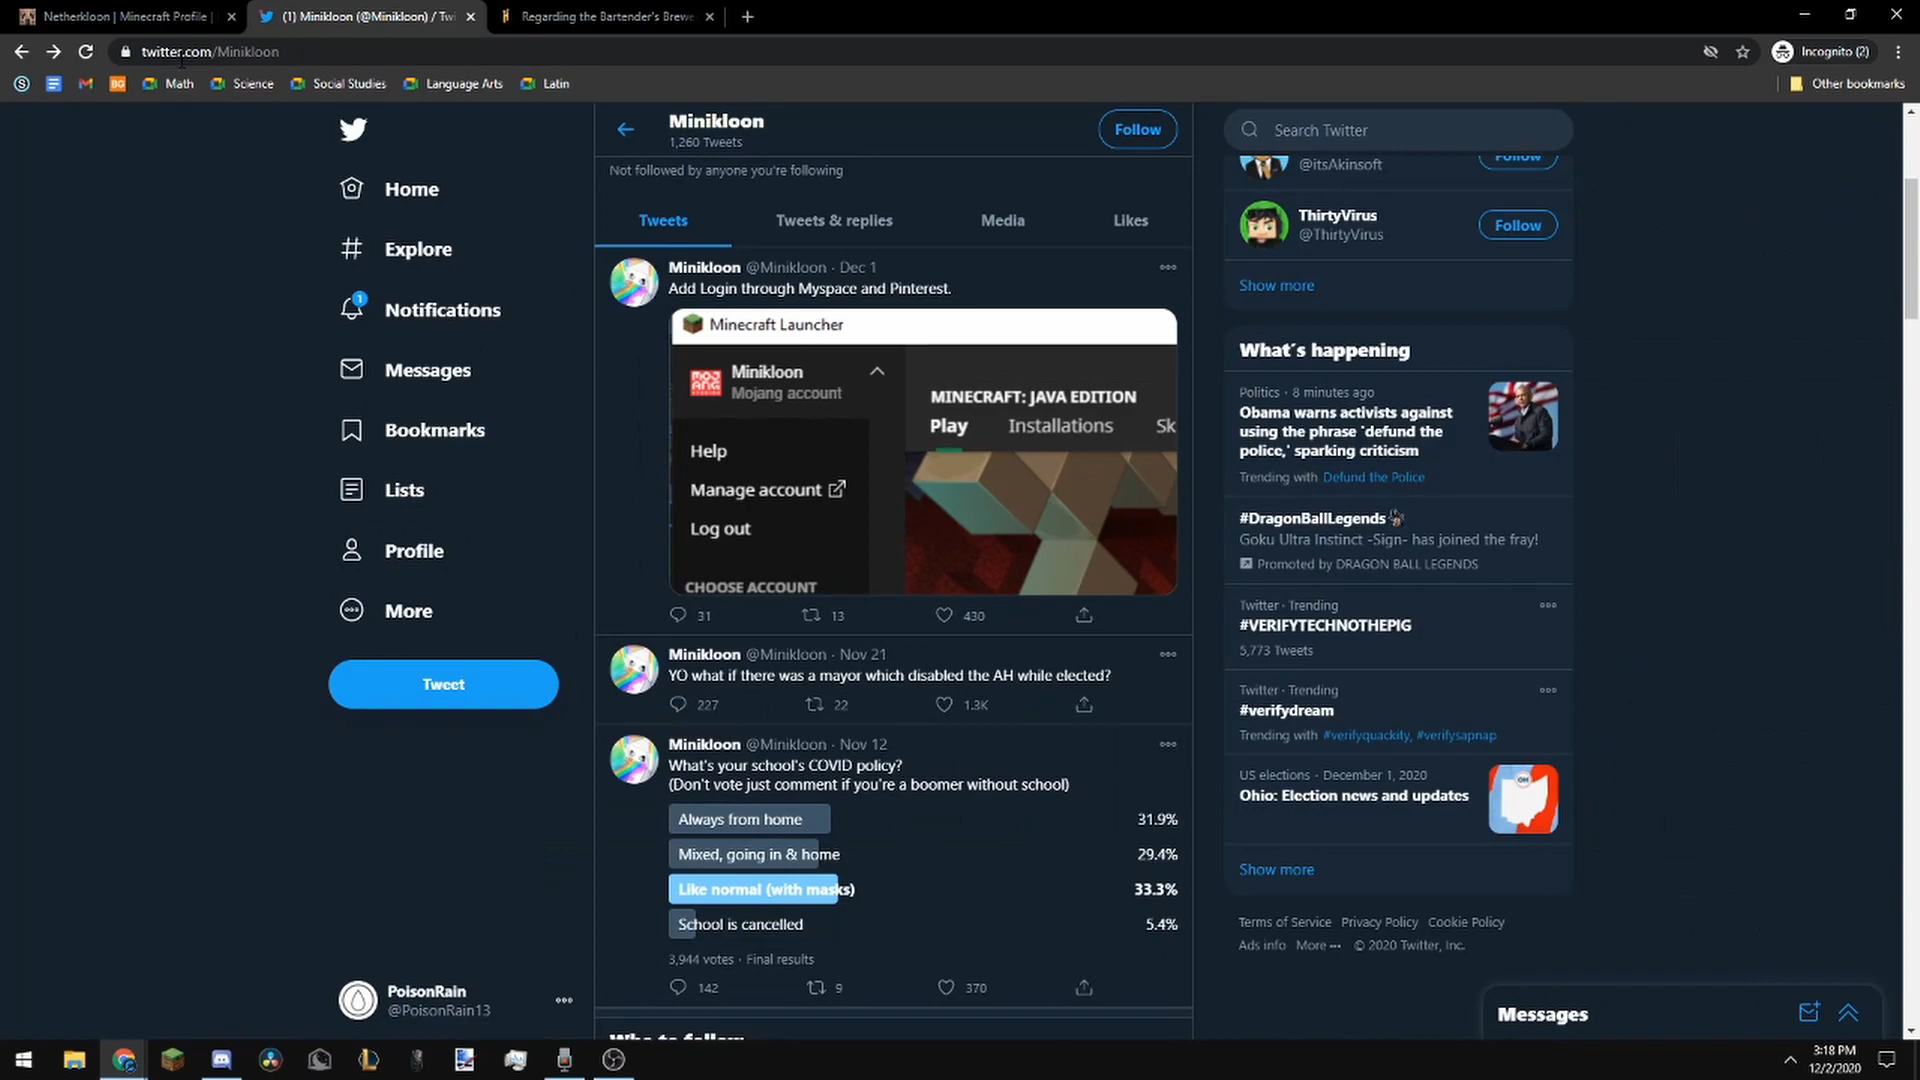 Netherkloon | Minecraft Profile |
(1) Minikloon (@Minikloon) / Twi
Regarding the Bartender's Brewe
twitter.com/Minikloon
Incognito (2)
Math
Science
Social Studies
Language Arts
Latin
Other bookmarks
Home
Explore
1
Notifications
Messages
Bookmarks
Lists
Profile
More
Tweet
PoisonRain
@PoisonRain13
Minikloon
1,260 Tweets
Follow
Not followed by anyone you're following
Tweets
Tweets & replies
Media
Likes
Minikloon @Minikloon · Dec 1
Add Login through Myspace and Pinterest.
Minecraft Launcher
MOJANG
Minikloon
Mojang account
Help
Manage account
Log out
CHOOSE ACCOUNT
MINECRAFT: JAVA EDITION
Play
Installations
Sk
31
13
430
Minikloon @Minikloon · Nov 21
YO what if there was a mayor which disabled the AH while elected?
227
22
1.3K
Minikloon @Minikloon · Nov 12
What's your school's COVID policy?
(Don't vote just comment if you're a boomer without school)
Always from home 31.9%
Mixed, going in & home 29.4%
Like normal (with masks) 33.3%
School is cancelled 5.4%
3,944 votes · Final results
142
9
370
Who to follow
Search Twitter
@itsAkinsoft
Follow
ThirtyVirus
@ThirtyVirus
Follow
Show more
What's happening
Politics · 8 minutes ago
Obama warns activists against
using the phrase 'defund the
police,' sparking criticism
Trending with Defund the Police
#DragonBallLegends
Goku Ultra Instinct -Sign- has joined the fray!
Promoted by DRAGON BALL LEGENDS
Twitter · Trending
#VERIFYTECHNOTHEPIG
5,773 Tweets
Twitter · Trending
#verifydream
Trending with #verifyquackity, #verifysapnap
US elections · December 1, 2020
Ohio: Election news and updates
OH
Show more
Terms of Service Privacy Policy Cookie Policy
Ads info More ··· © 2020 Twitter, Inc.
Messages
3:18 PM
12/2/2020